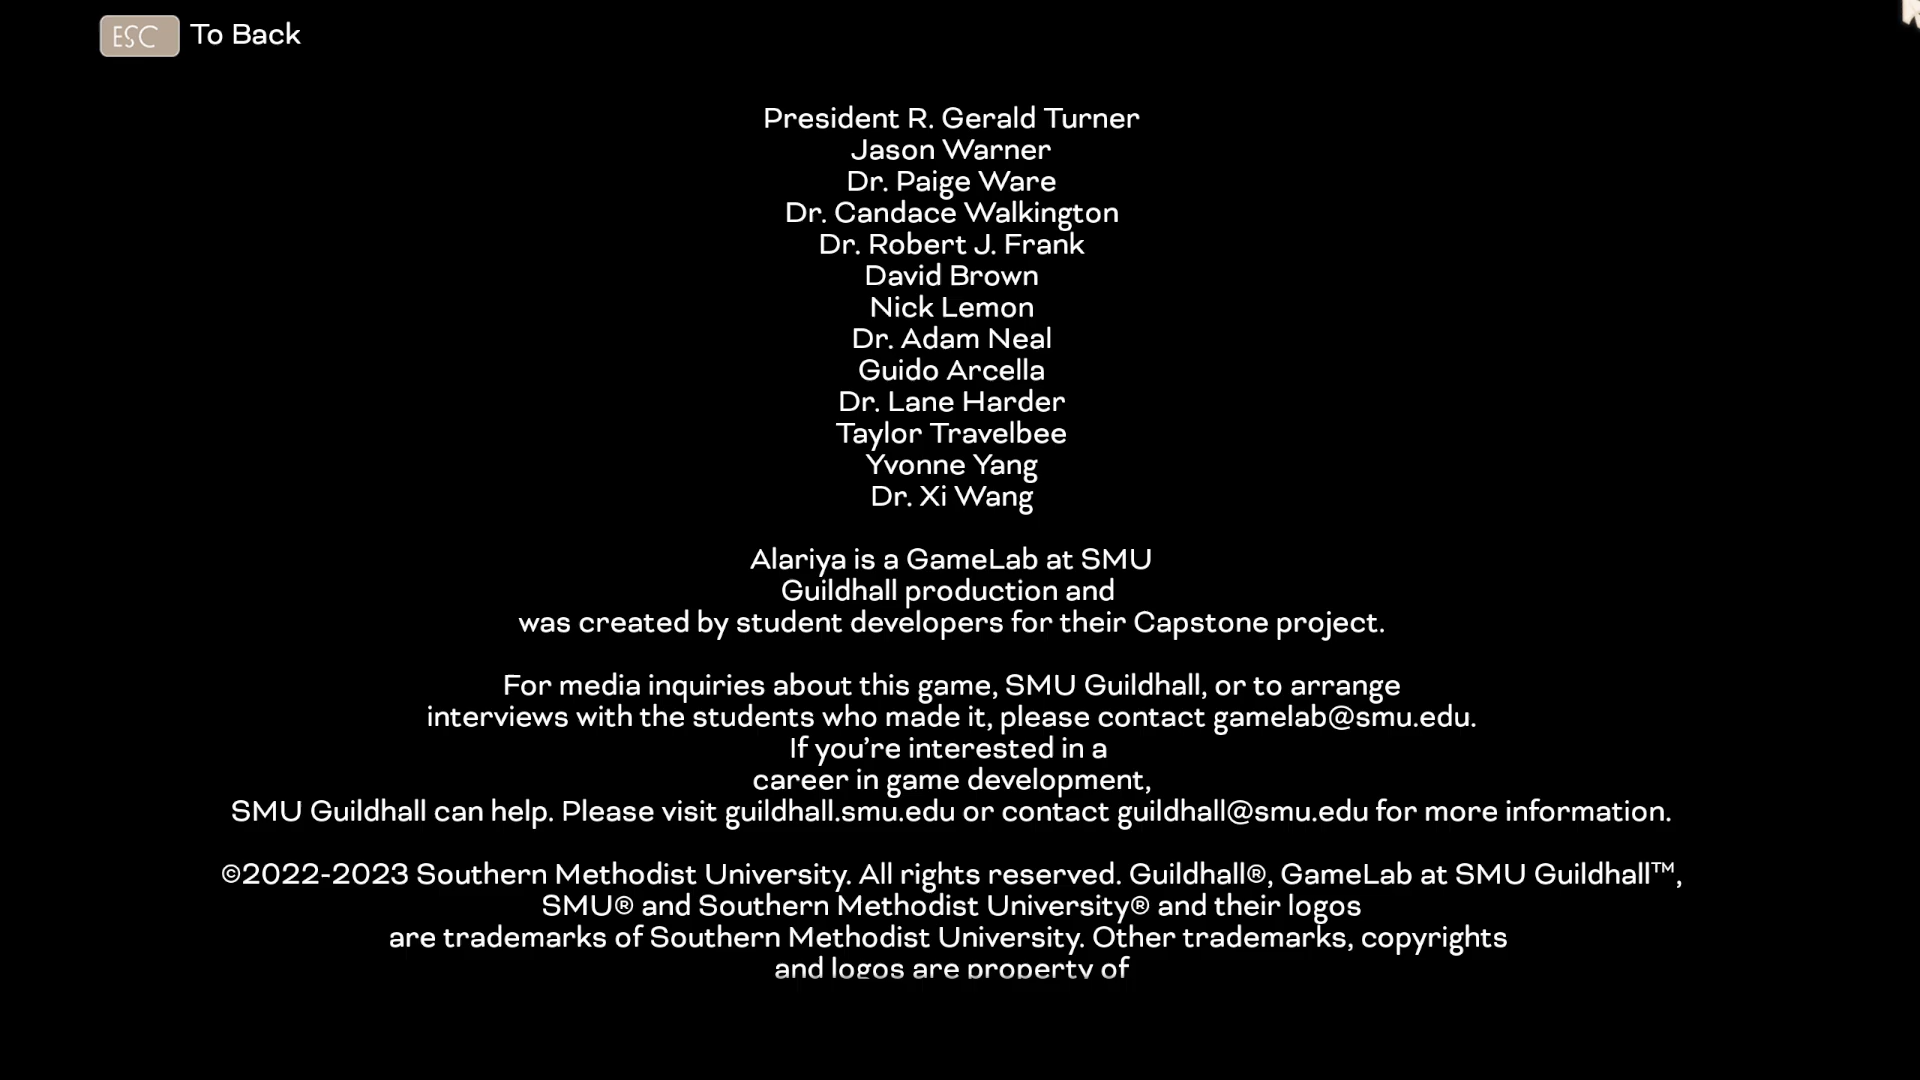 ESC To Back
President R. Gerald Turner
Jason Warner
Dr. Paige Ware
Dr. Candace Walkington
Dr. Robert J. Frank
David Brown
Nick Lemon
Dr. Adam Neal
Guido Arcella
Dr. Lane Harder
Taylor Travelbee
Yvonne Yang
Dr. Xi Wang
Alariya is a GameLab at SMU
Guildhall production and
was created by student developers for their Capstone project.
For media inquiries about this game, SMU Guildhall, or to arrange
interviews with the students who made it, please contact gamelab@smu.edu.
If you’re interested in a
career in game development,
SMU Guildhall can help. Please visit guildhall.smu.edu or contact guildhall@smu.edu for more information.
©2022-2023 Southern Methodist University. All rights reserved. Guildhall®, GameLab at SMU Guildhall™,
SMU® and Southern Methodist University® and their logos
are trademarks of Southern Methodist University. Other trademarks, copyrights
and logos are property of